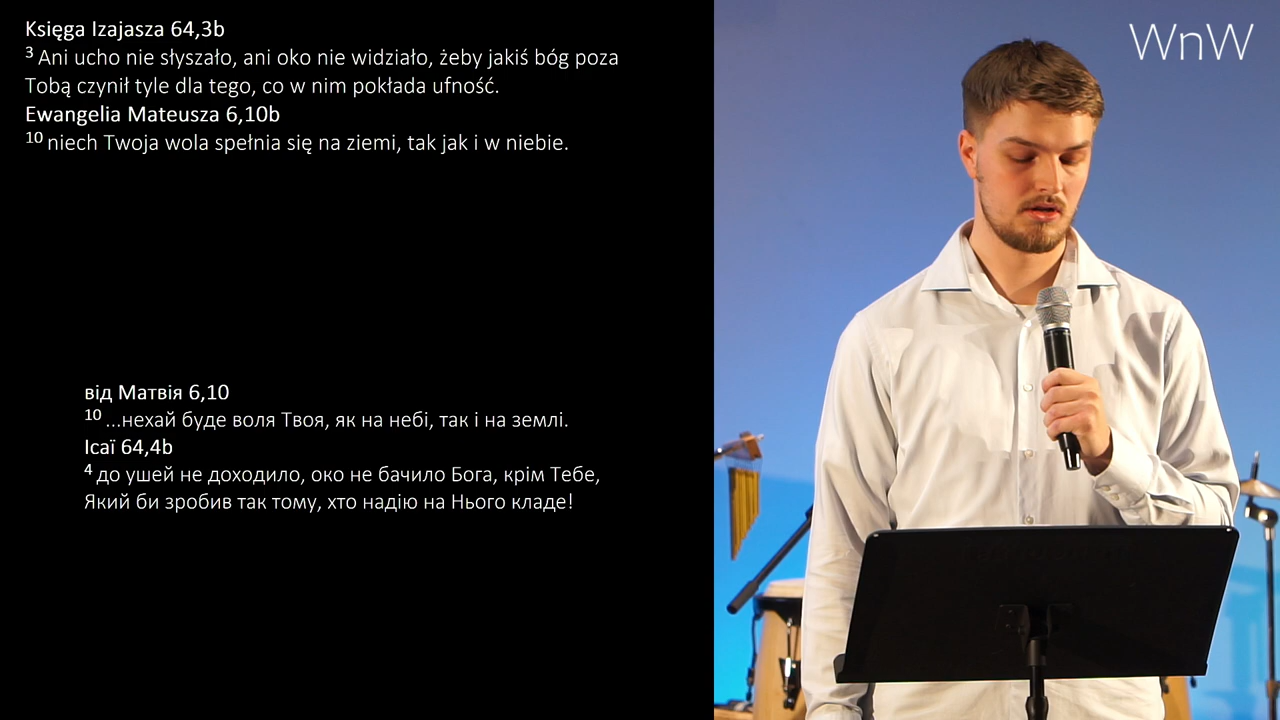 Księga Izajasza 64,3b
3 Ani ucho nie słyszało, ani oko nie widziało, żeby jakiś bóg poza
Tobą czynił tyle dla tego, co w nim pokłada ufność.
Ewangelia Mateusza 6,10b
10 niech Twoja wola spełnia się na ziemi, tak jak i w niebie.
від Матвія 6,10
10 ...нехай буде воля Твоя, як на небі, так і на землі.
Ісаї 64,4b
4 до ушей не доходило, око не бачило Бога, крім Тебе,
Який би зробив так тому, хто надію на Нього кладе!
WnW